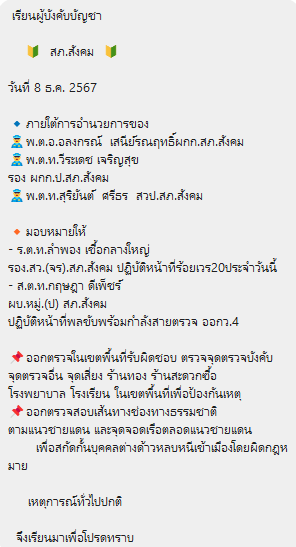 เรียนผู้บังคับบัญชา
🔰 สภ.สังคม 🔰
วันที่ 8 ธ.ค. 2567
🔹ภายใต้การอำนวยการของ
👮พ.ต.อ.อลงกรณ์ เสนีย์รณฤทธิ์ผกก.สภ.สังคม
👮พ.ต.ท.วีระเดช เจริญสุข
รอง ผกก.ป.สภ.สังคม
👮พ.ต.ท.สุริยันต์ ศรีธร สวป.สภ.สังคม
🔸มอบหมายให้
- ร.ต.ท.ลำพอง เชื้อกลางใหญ่
รอง.สว.(จร).สภ.สังคม ปฏิบัติหน้าที่ร้อยเวร20ประจำวันนี้
- ส.ต.ท.กฤษฎา ดีเพ็ชร์
ผบ.หมู่.(ป) สภ.สังคม
ปฏิบัติหน้าที่พลขับพร้อมกำลังสายตรวจ ออกว.4
📌ออกตรวจในเขตพื้นที่รับผิดชอบ ตรวจจุดตรวจบังคับ
จุดตรวจอื่น จุดเสี่ยง ร้านทอง ร้านสะดวกซื้อ
โรงพยาบาล โรงเรียน ในเขตพื้นที่เพื่อป้องกันเหตุ
📌ออกตรวจสอบเส้นทางช่องทางธรรมชาติ
ตามแนวชายแดน และจุดจอดเรือตลอดแนวชายแดน
เพื่อสกัดกั้นบุคคลต่างด้าวหลบหนีเข้าเมืองโดยผิดกฎห
มาย
เหตุการณ์ทั่วไปปกติ
จึงเรียนมาเพื่อโปรดทราบ